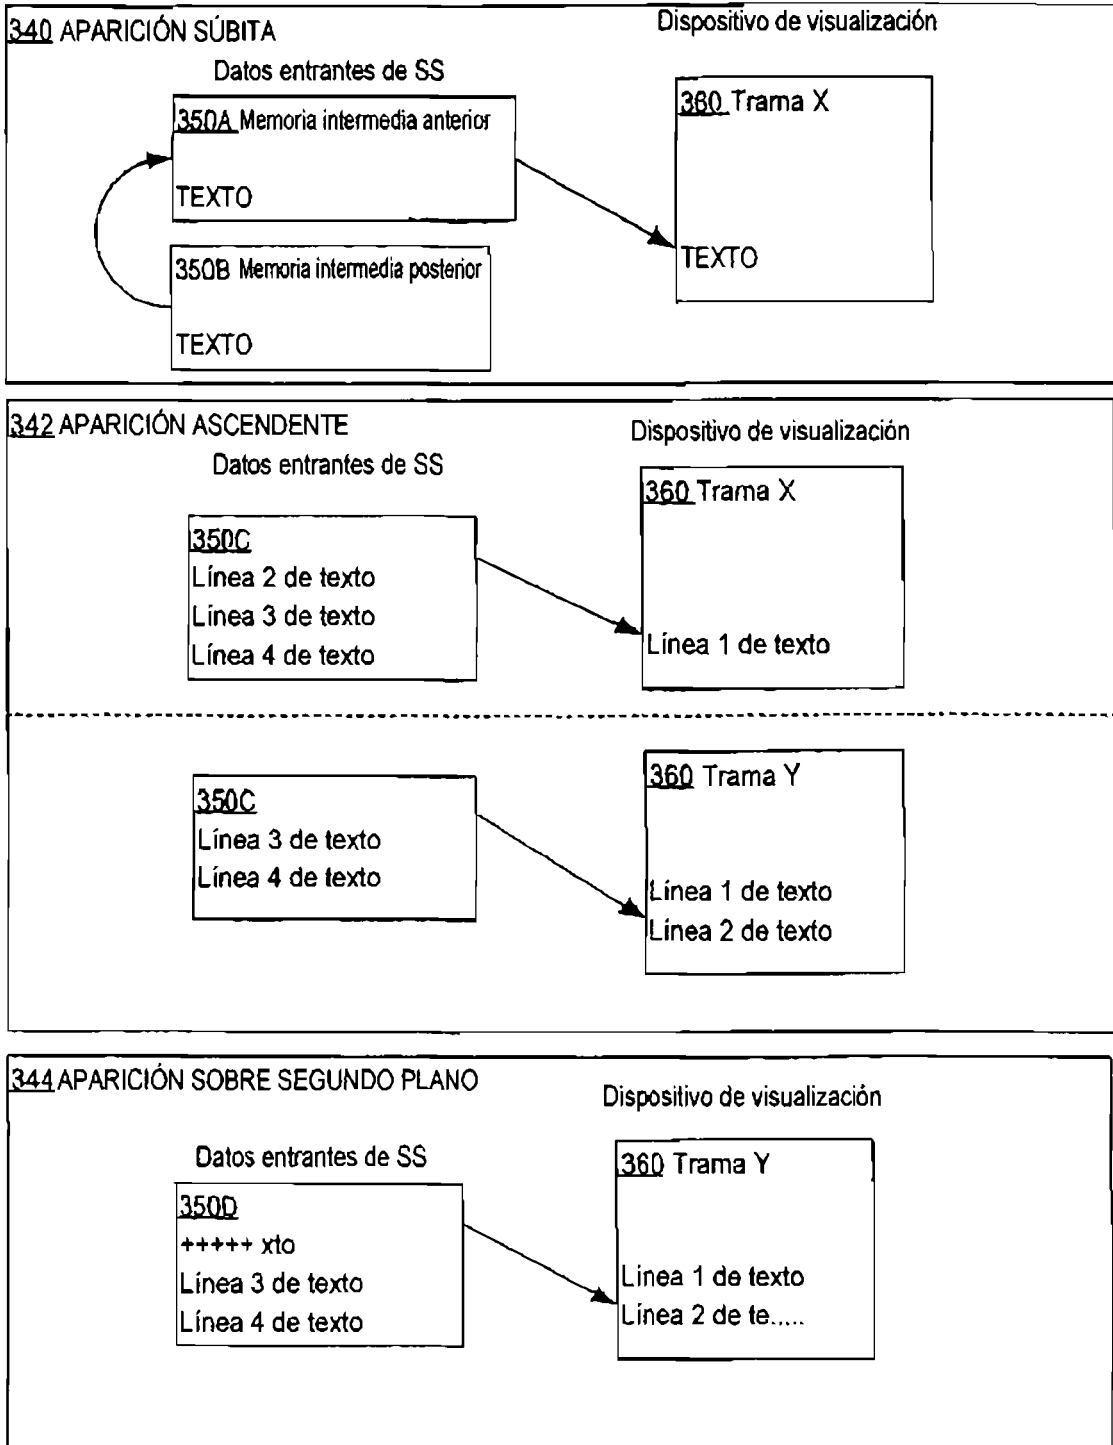 340 APARICIÓN SÚBITA
Dispositivo de visualización
Datos entrantes de SS
350A Memoria intermedia anterior
TEXTO
350B Memoria intermedia posterior
TEXTO
360 Trama X
TEXTO
342 APARICIÓN ASCENDENTE
Dispositivo de visualización
Datos entrantes de SS
350C
Línea 2 de texto
Línea 3 de texto
Línea 4 de texto
360 Trama X
Línea 1 de texto
350C
Línea 3 de texto
Línea 4 de texto
360 Trama Y
Línea 1 de texto
Línea 2 de texto
344 APARICIÓN SOBRE SEGUNDO PLANO
Dispositivo de visualización
Datos entrantes de SS
350D
+++++ xto
Línea 3 de texto
Línea 4 de texto
360 Trama Y
Línea 1 de texto
Línea 2 de te.....